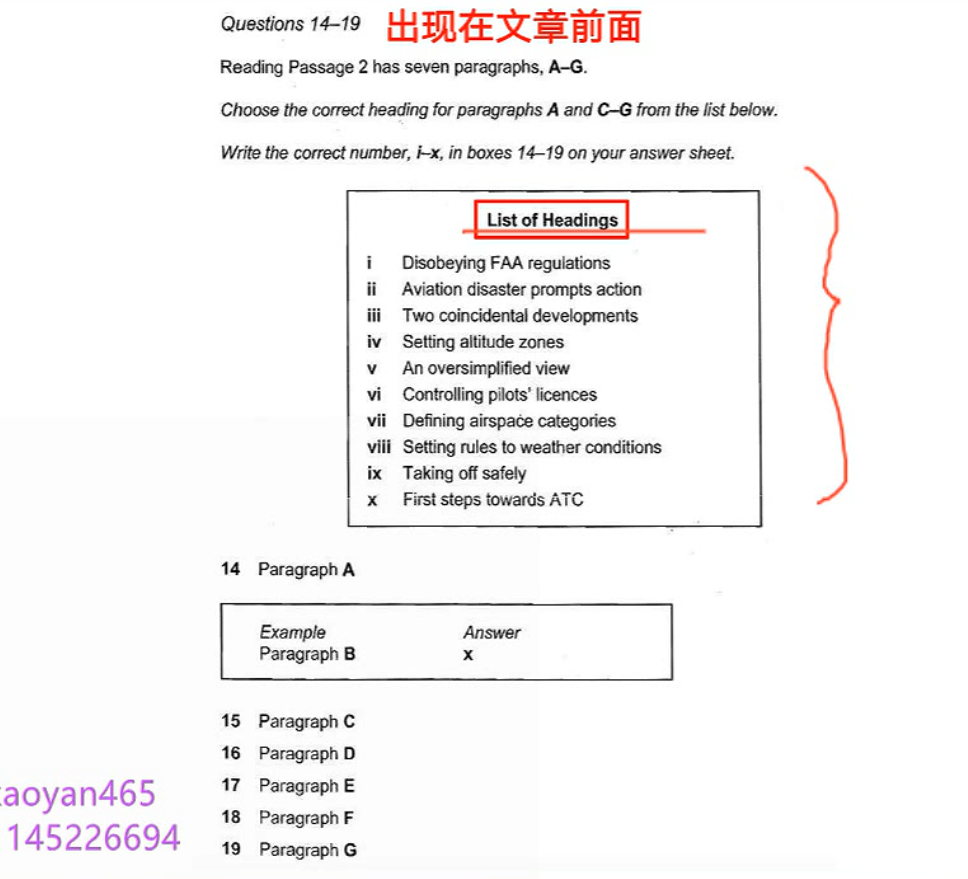 Questions 14–19 出现在文章前面
Reading Passage 2 has seven paragraphs, A–G.
Choose the correct heading for paragraphs A and C–G from the list below.
Write the correct number, i–x, in boxes 14–19 on your answer sheet.
List of Headings
i Disobeying FAA regulations
ii Aviation disaster prompts action
iii Two coincidental developments
iv Setting altitude zones
v An oversimplified view
vi Controlling pilots' licences
vii Defining airspace categories
viii Setting rules to weather conditions
ix Taking off safely
x First steps towards ATC
14 Paragraph A
Example Answer
Paragraph B x
15 Paragraph C
16 Paragraph D
17 Paragraph E
18 Paragraph F
19 Paragraph G
aoyan465
145226694